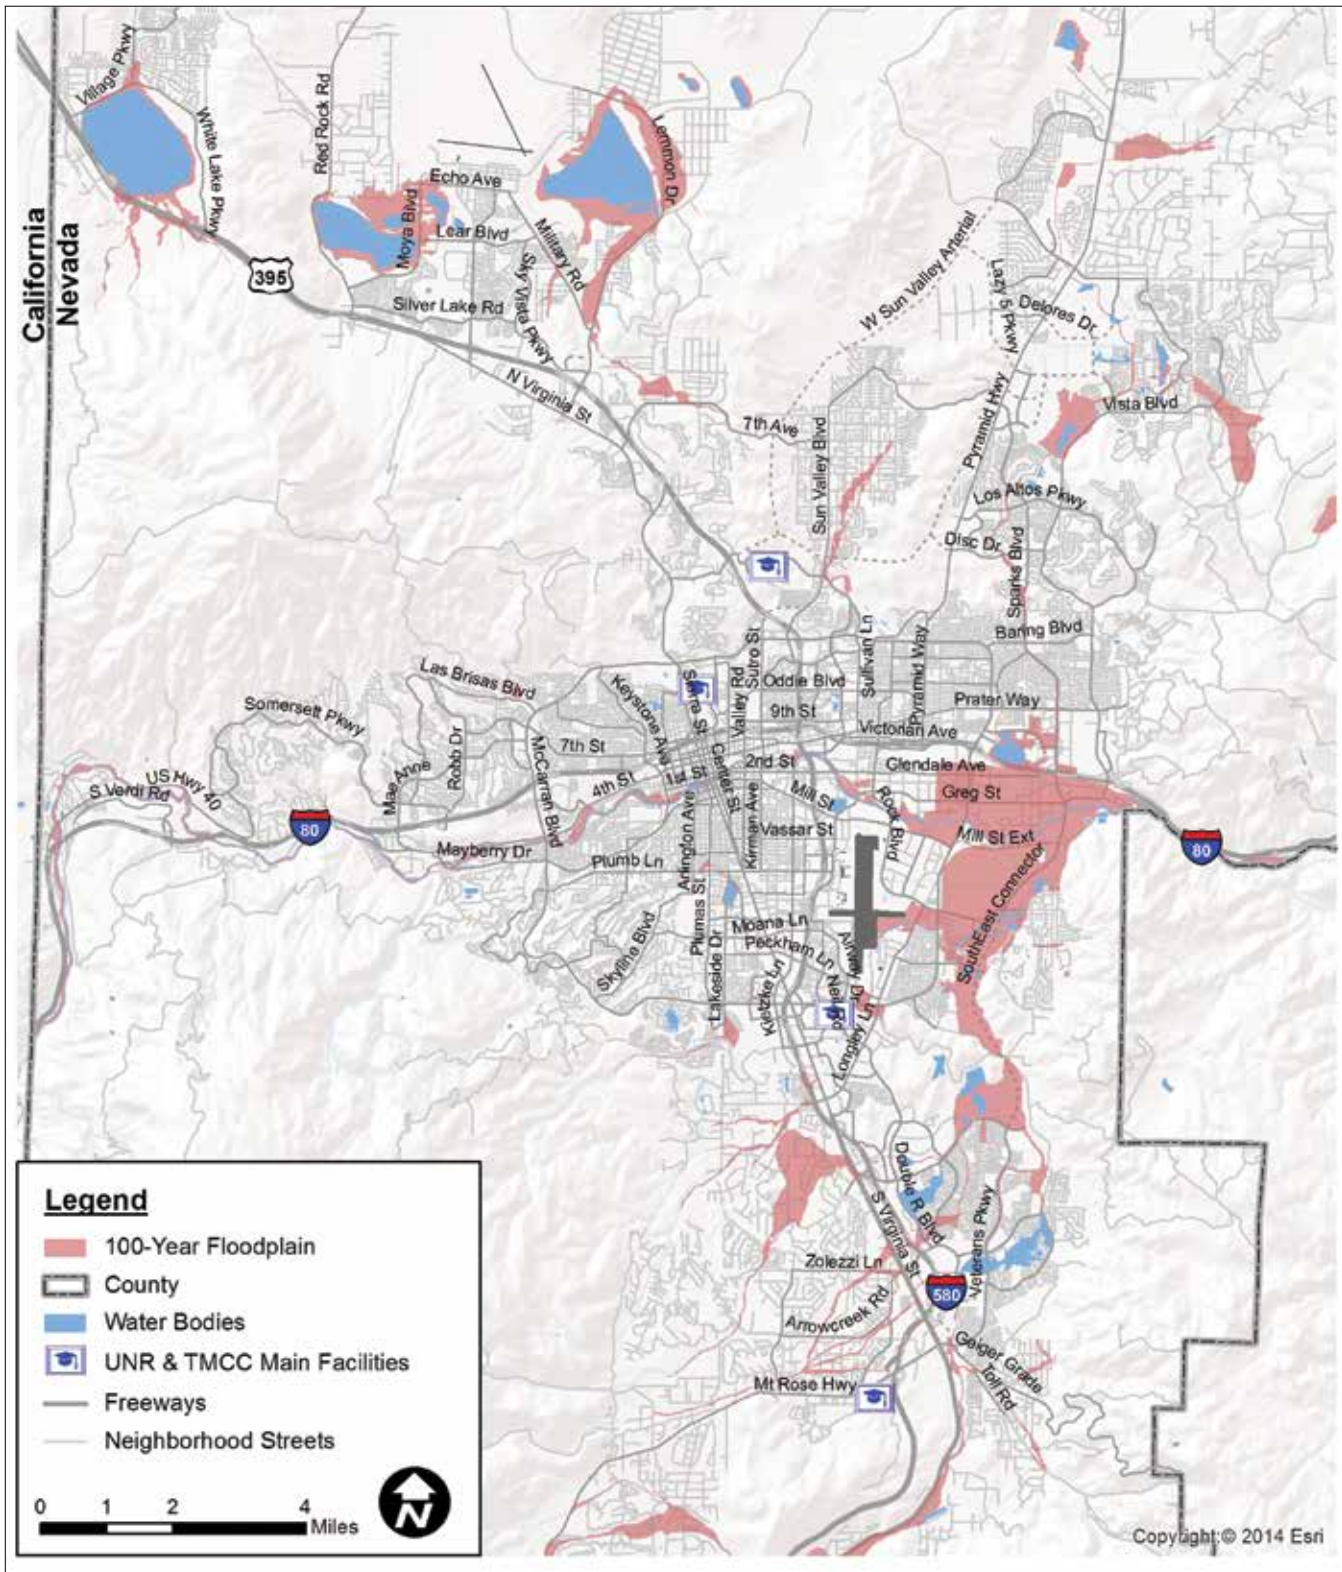 Village Pkwy
White Lake Pkwy
Red Rock Rd
Echo Ave
Moya Blvd
Lear Blvd
Lemmon Dr
Military Rd
Sky Vista Pkwy
Silver Lake Rd
California
Nevada
395
N Virginia St
W Sun Valley Arterial
Lazy 5 Pkwy
Delores Dr
Vista Blvd
7th Ave
Sun Valley Blvd
Pyramid Hwy
Los Altos Pkwy
Disc Dr
Sparks Blvd
Baring Blvd
Sullivan Ln
Pyramid Way
Sutro St
Valley Rd
Oddie Blvd
Prater Way
9th St
Victorian Ave
Las Brisas Blvd
Keystone Ave
Sierra St
Somersett Pkwy
Robb Dr
Mae Anne
7th St
McCarran Blvd
4th St
1st St
Center St
2nd St
Glendale Ave
Greg St
Mill St
Rock Blvd
Mill St Ext
US Hwy 40
S Verdi Rd
80
80
Mayberry Dr
Plumb Ln
Arlington Ave
Kirman Ave
Vassar St
SouthEast Connector
Plumas St
Skyline Blvd
Lakeside Dr
Moana Ln
Peckham Ln
Airway Dr
Neil Rd
Kietzke Ln
Longley Ln
Double R Blvd
Veterans Pkwy
S Virginia St
Zolezzi Ln
580
Arrowcreek Rd
Geiger Grade
Toll Rd
Mt Rose Hwy
Legend
100-Year Floodplain
County
Water Bodies
UNR & TMCC Main Facilities
Freeways
Neighborhood Streets
0 1 2 4
Miles
N
Copyright:© 2014 Esri